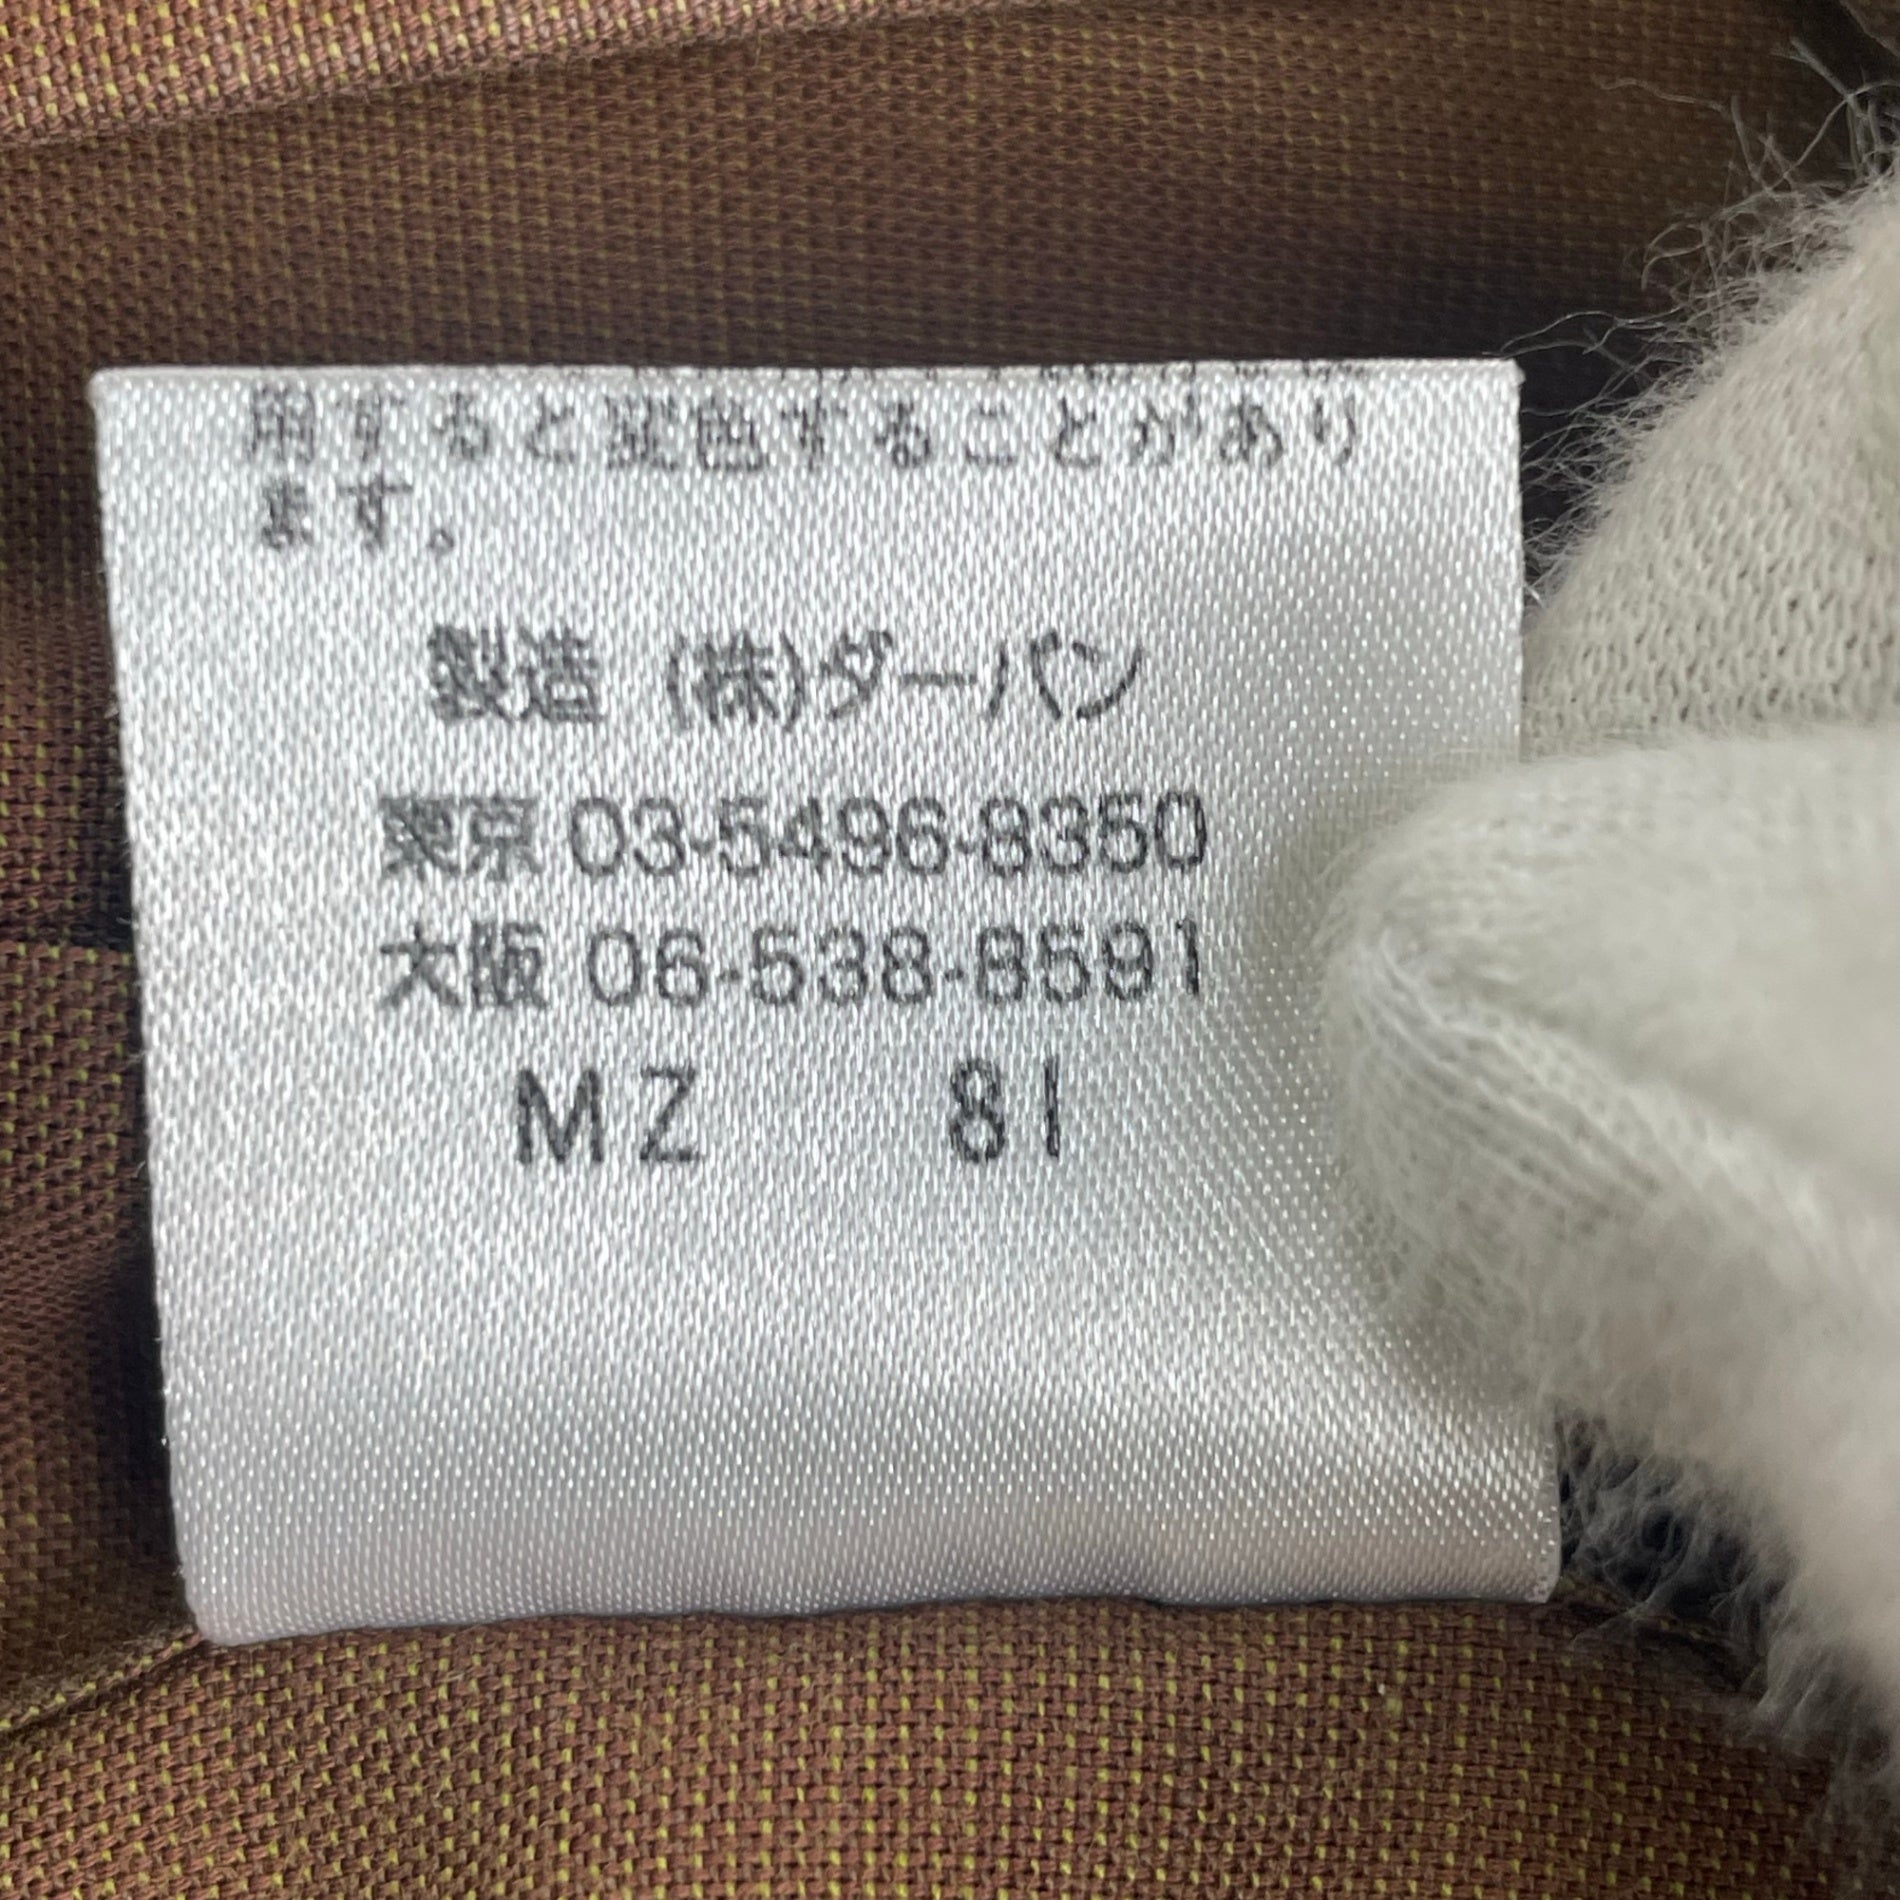 用すると変色することがあり
ます。
製造 (株)ダーバン
東京 03-5496-8350
大阪 06-538-8591
MZ 81